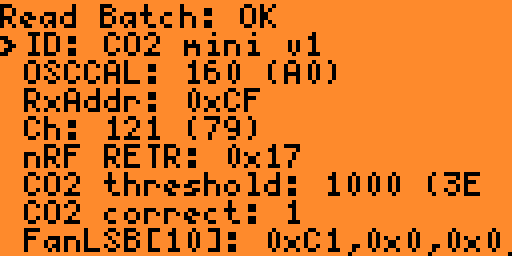 Read Batch: OK
>ID: CO2 mini v1
OSCCAL: 160 (A0)
RxAddr: 0xCF
Ch: 121 (79)
nRF RETR: 0x17
CO2 threshold: 1000 (3E
CO2 correct: 1
FanLSB[10]: 0xC1,0x0,0x0,